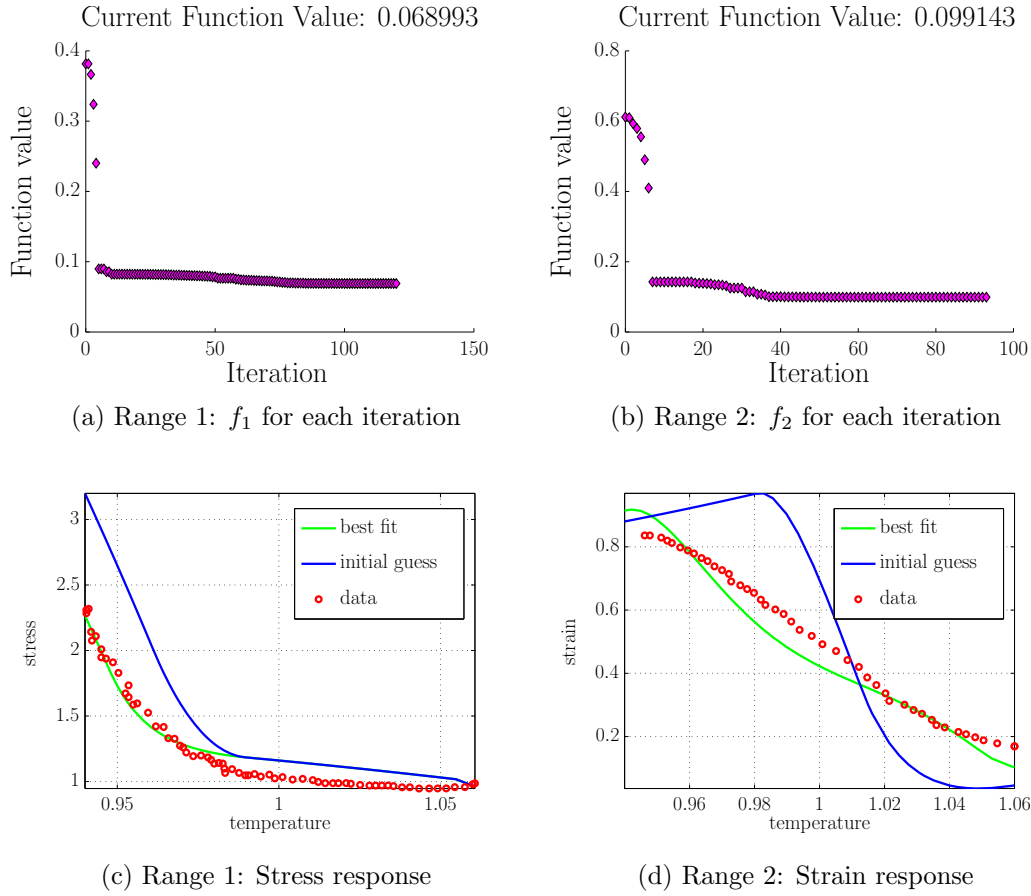 Current Function Value: 0.068993
0.4
0.3
0.2
0.1
0
Function value
0
50
100
150
Iteration
(a) Range 1: f₁ for each iteration
Current Function Value: 0.099143
0.8
0.6
0.4
0.2
0
Function value
0
20
40
60
80
100
Iteration
(b) Range 2: f₂ for each iteration
3
2.5
2
1.5
1
stress
best fit
initial guess
data
0.95
1
1.05
temperature
(c) Range 1: Stress response
0.8
0.6
0.4
0.2
strain
best fit
initial guess
data
0.96
0.98
1
1.02
1.04
1.06
temperature
(d) Range 2: Strain response